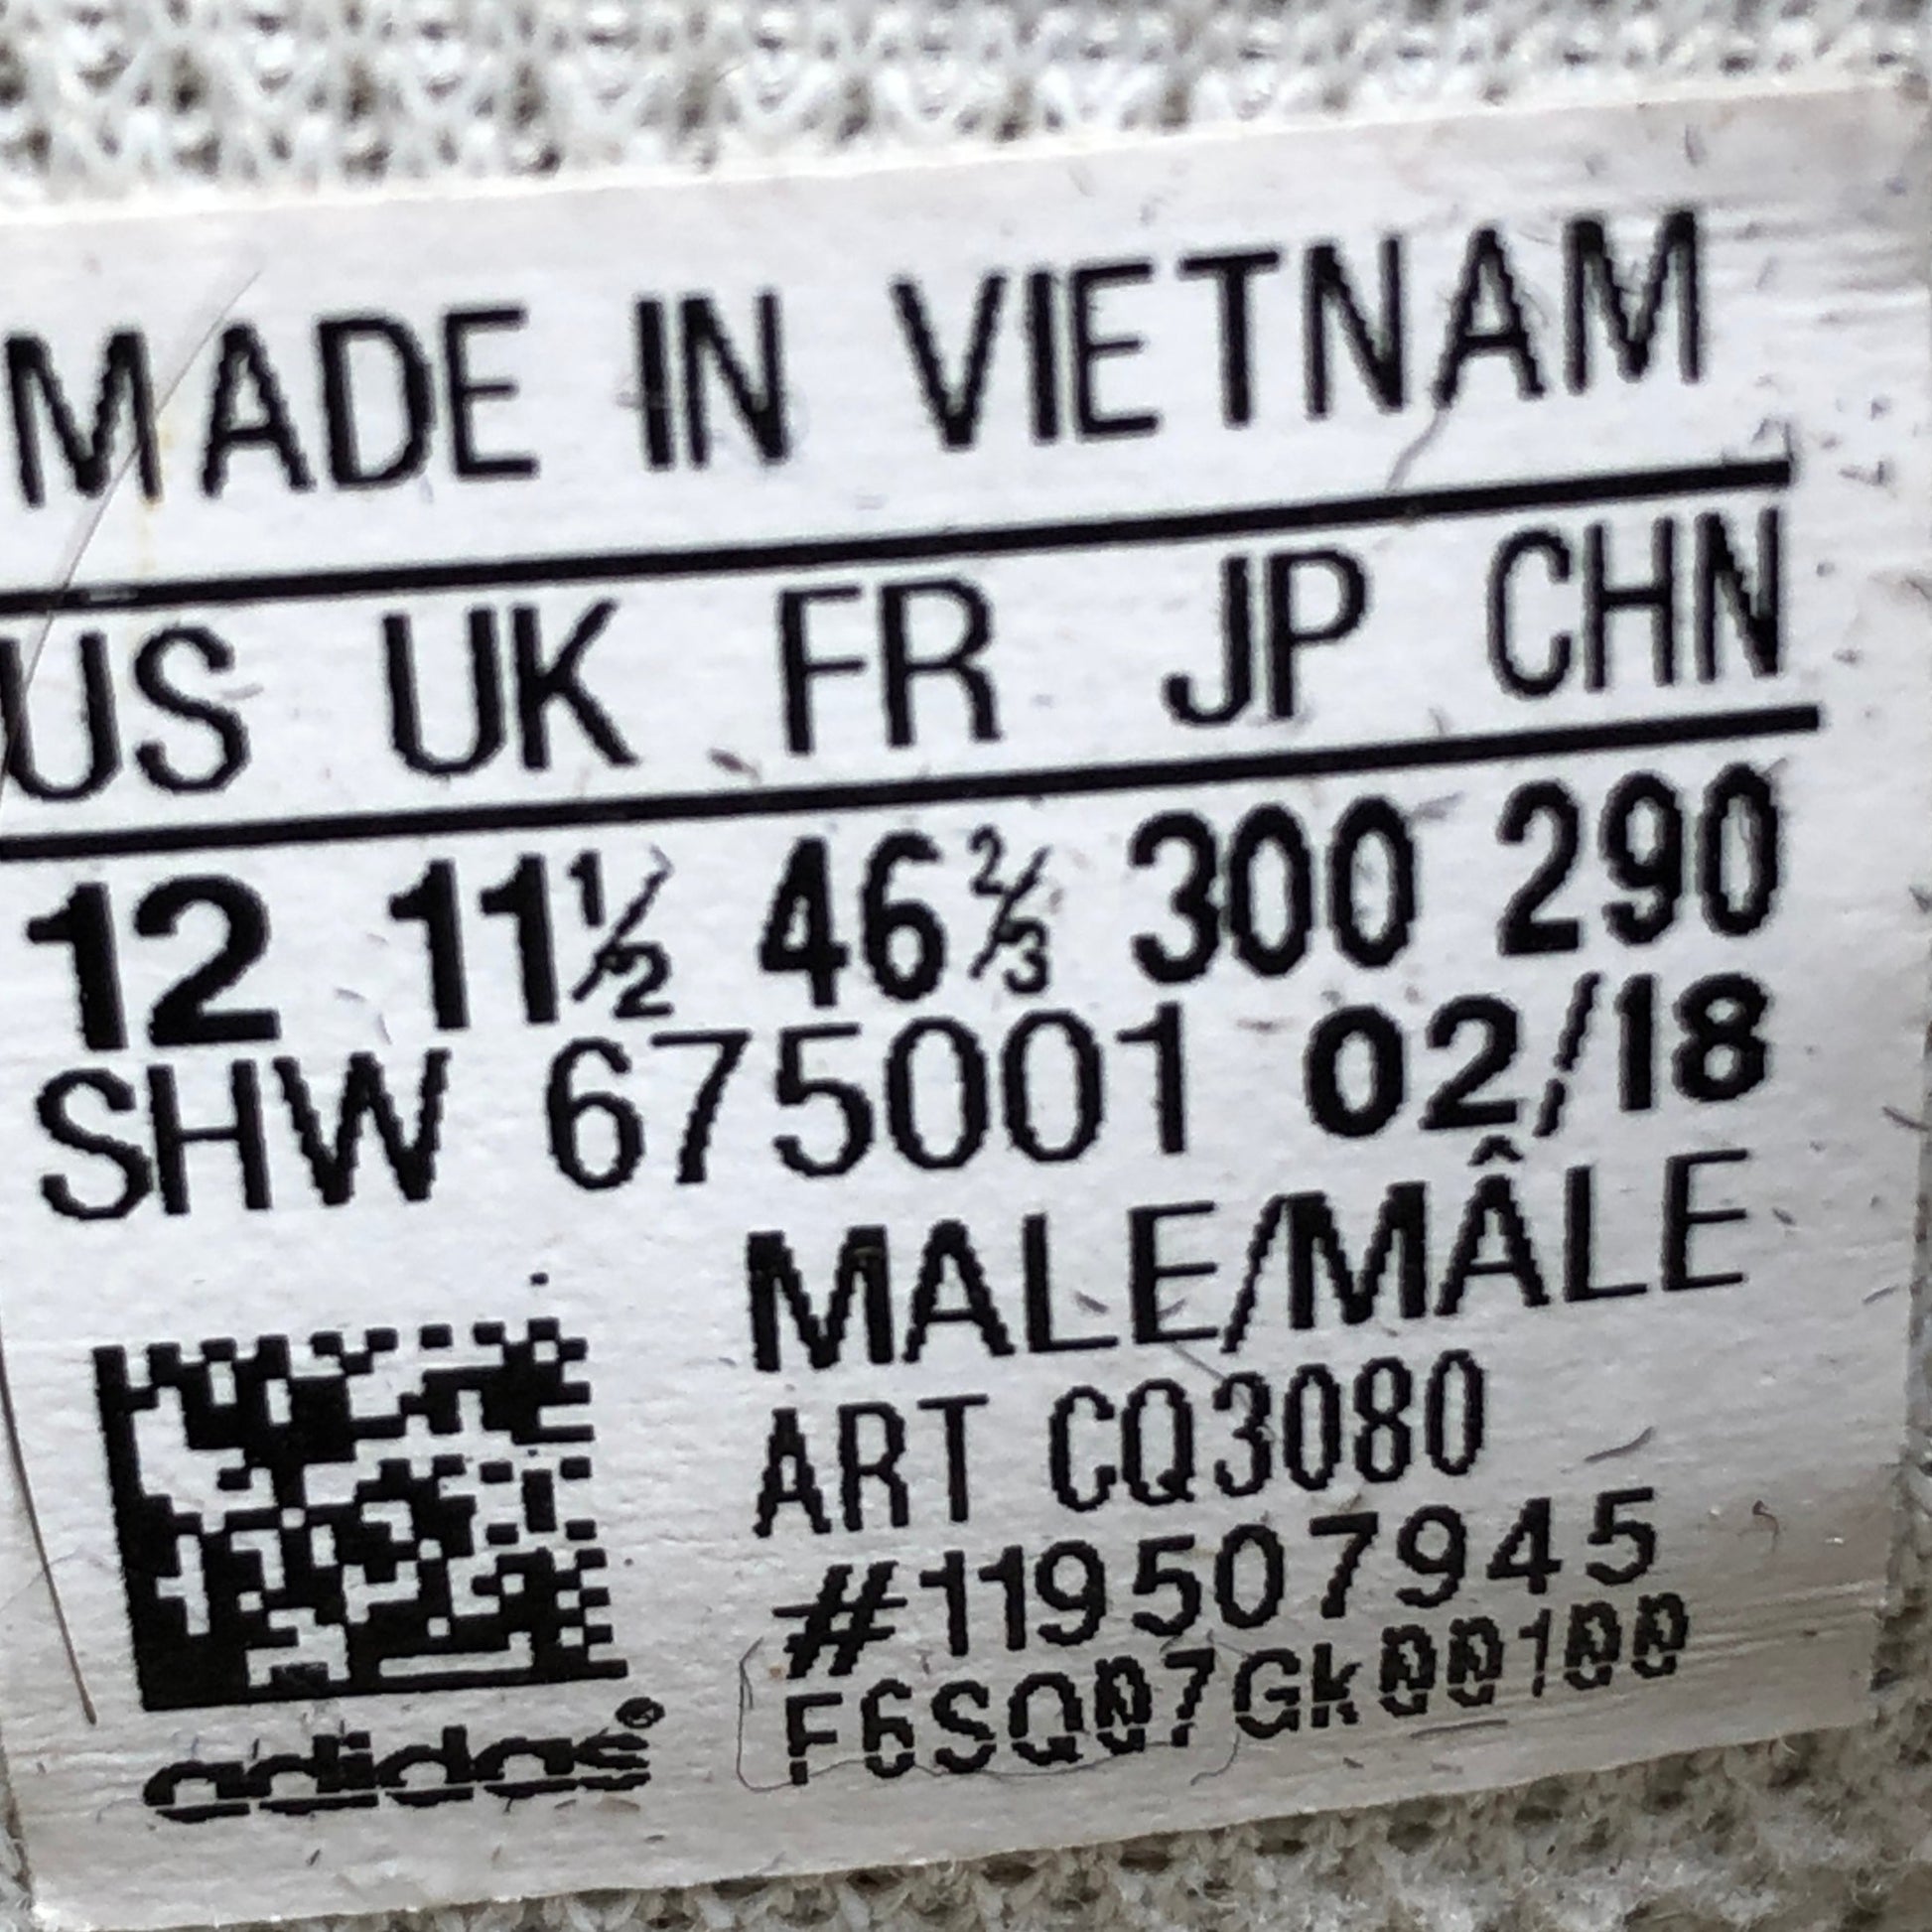 MADE IN VIETNAM
US UK FR JP CHN
12 11½ 46⅔ 300 290
SHW 675001 02/18
MALE/MÂLE
ART CQ3080
#119507945
F6SQ07Gk00100
adidas®